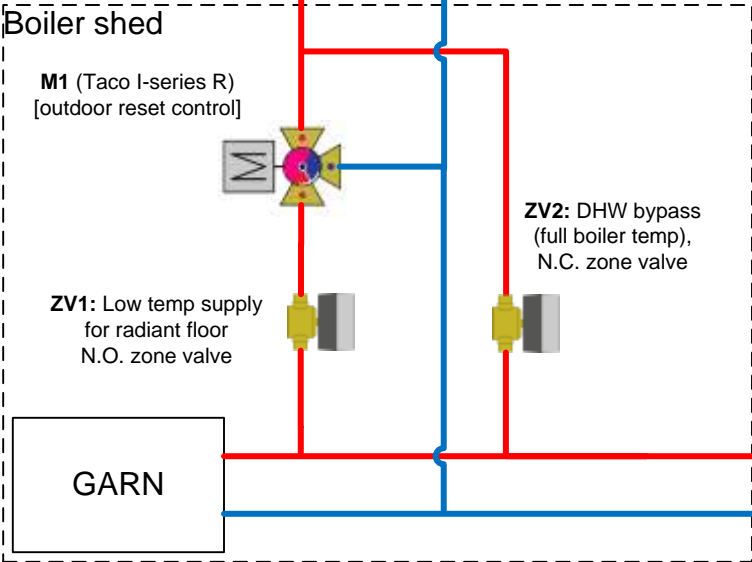 Boiler shed
M1 (Taco I-series R)
[outdoor reset control]
M
ZV2: DHW bypass
(full boiler temp),
N.C. zone valve
ZV1: Low temp supply
for radiant floor
N.O. zone valve
GARN